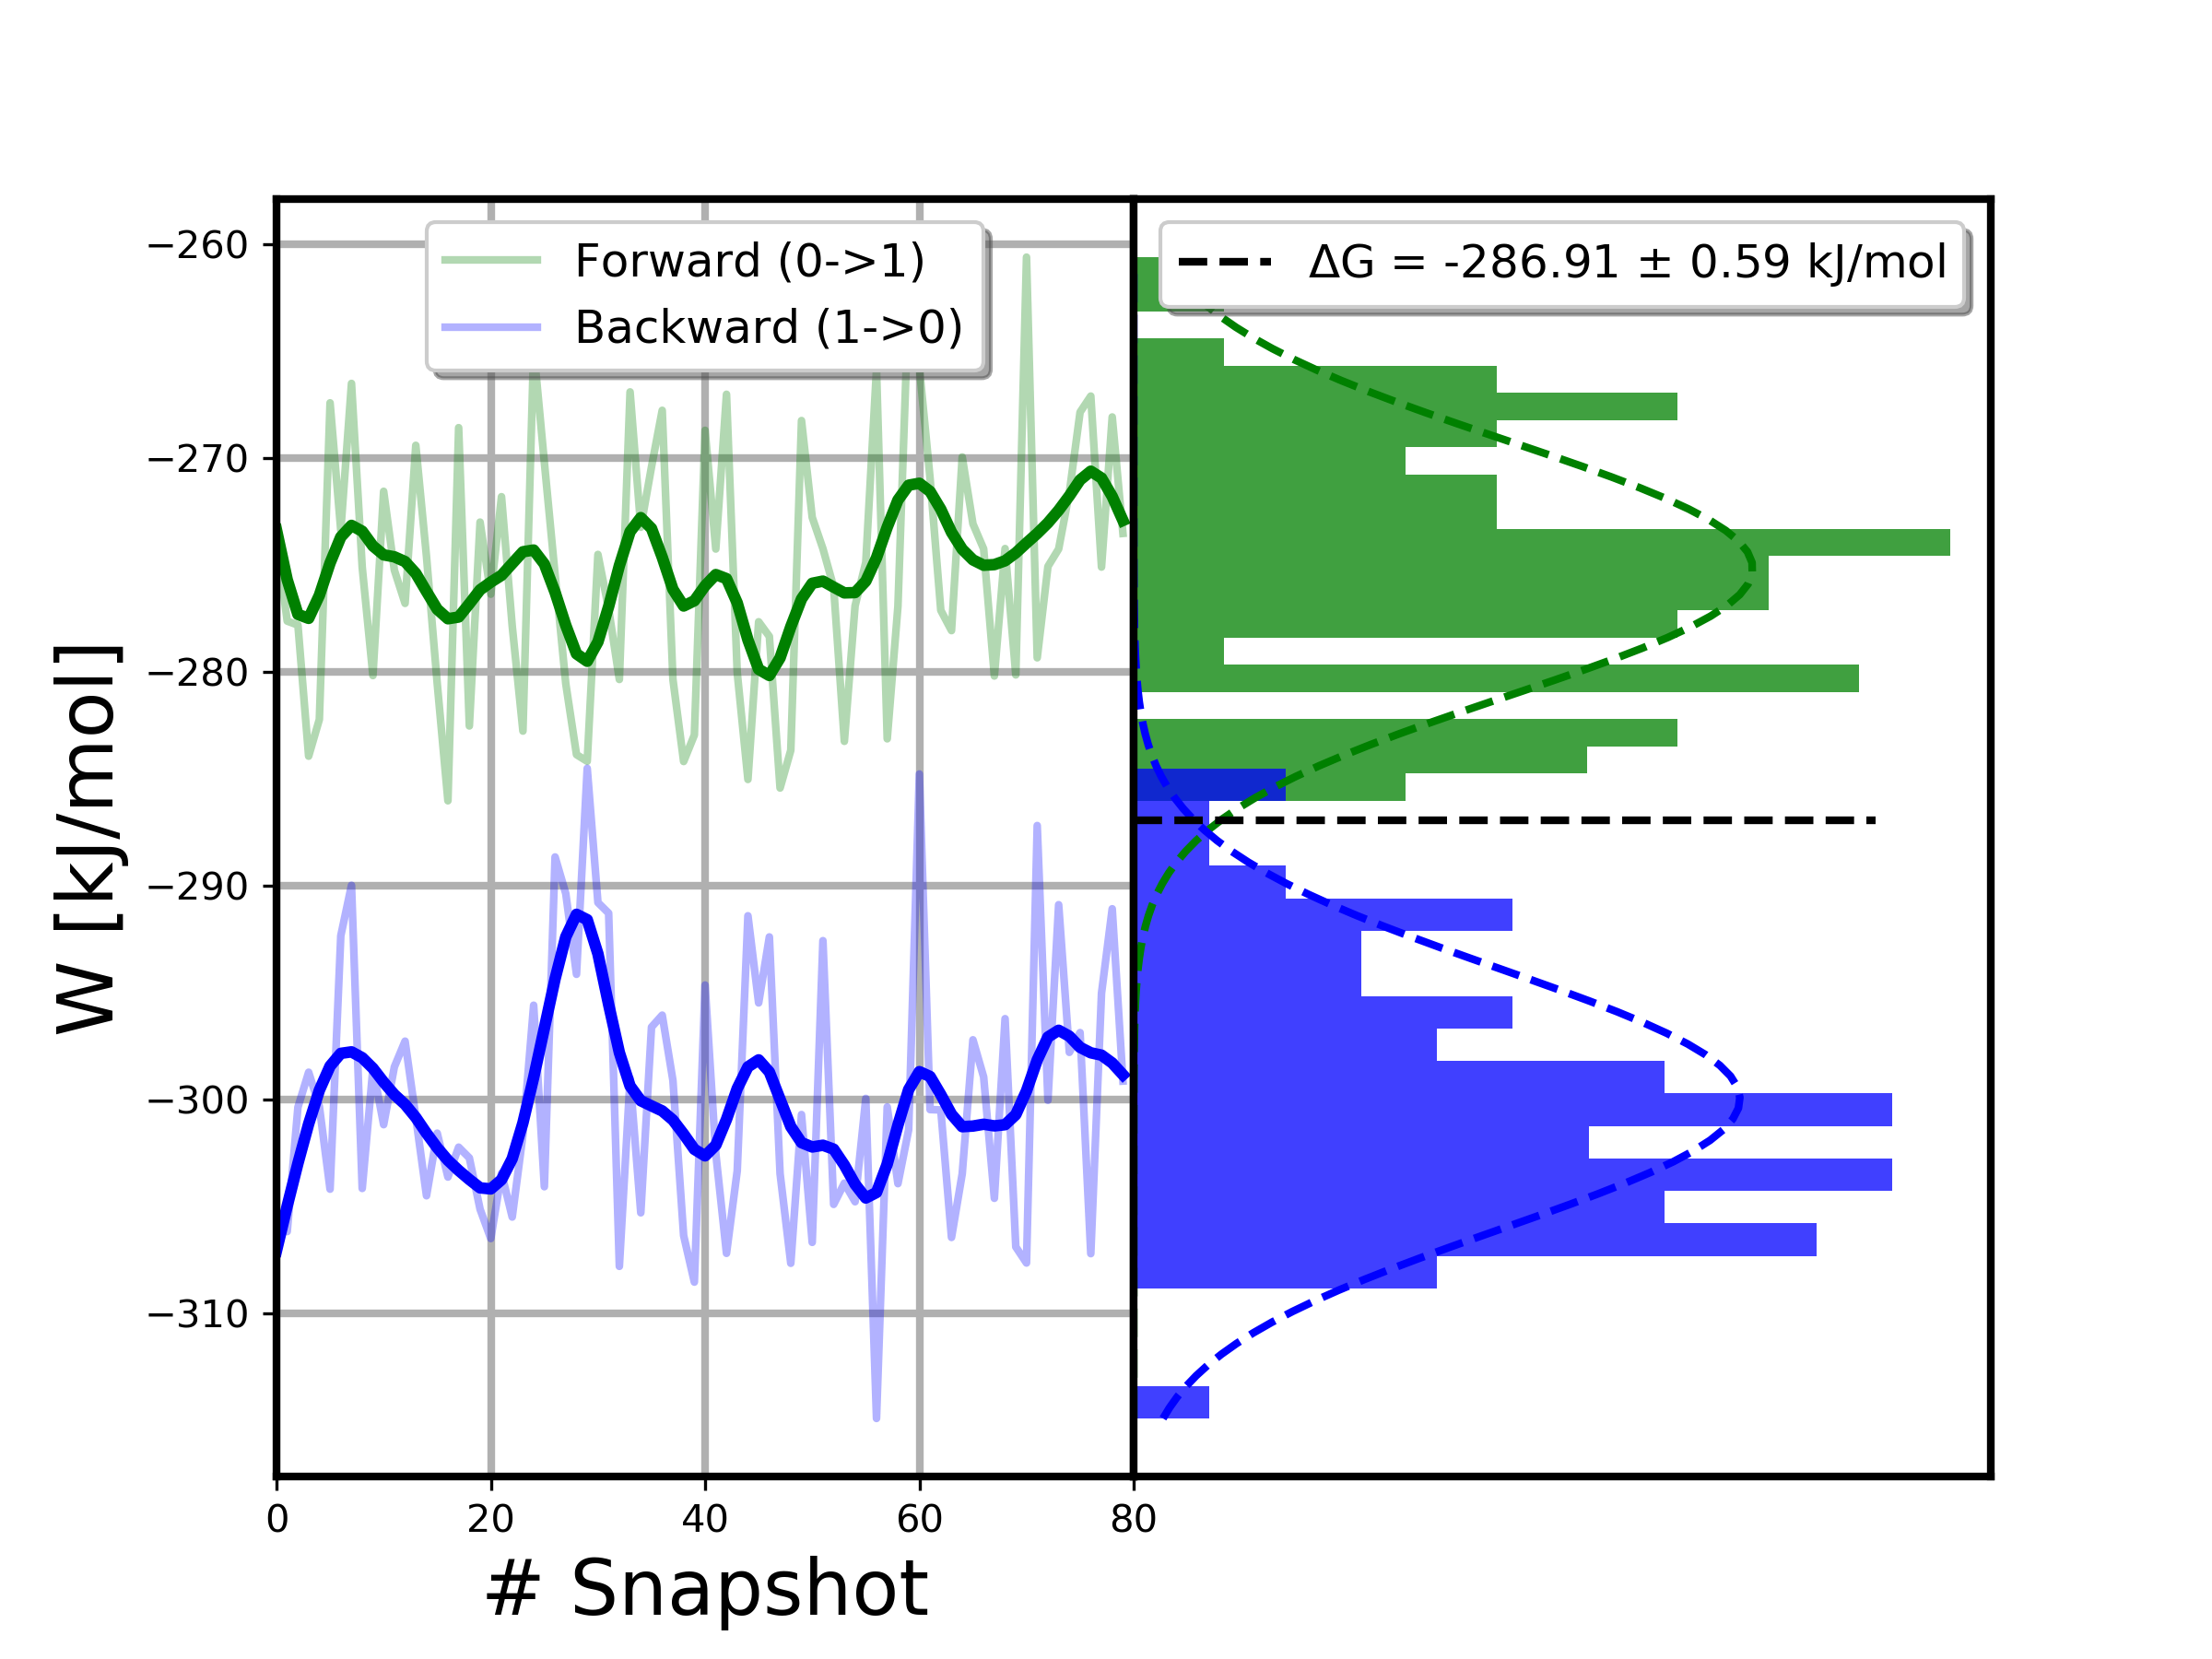 Forward (0->1)
Backward (1->0)
ΔG = -286.91 ± 0.59 kJ/mol
W [kJ/mol]
−260
−270
−280
−290
−300
−310
0 20 40 60 80
# Snapshot